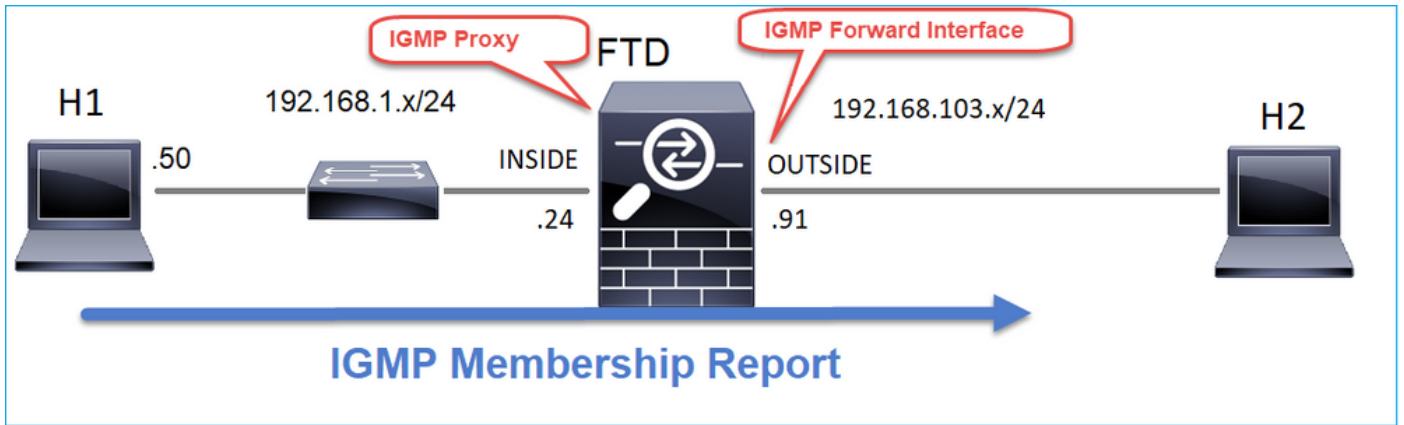 IGMP Proxy
FTD
IGMP Forward Interface
H1
192.168.1.x/24
192.168.103.x/24
H2
.50
INSIDE
OUTSIDE
.24
.91
IGMP Membership Report